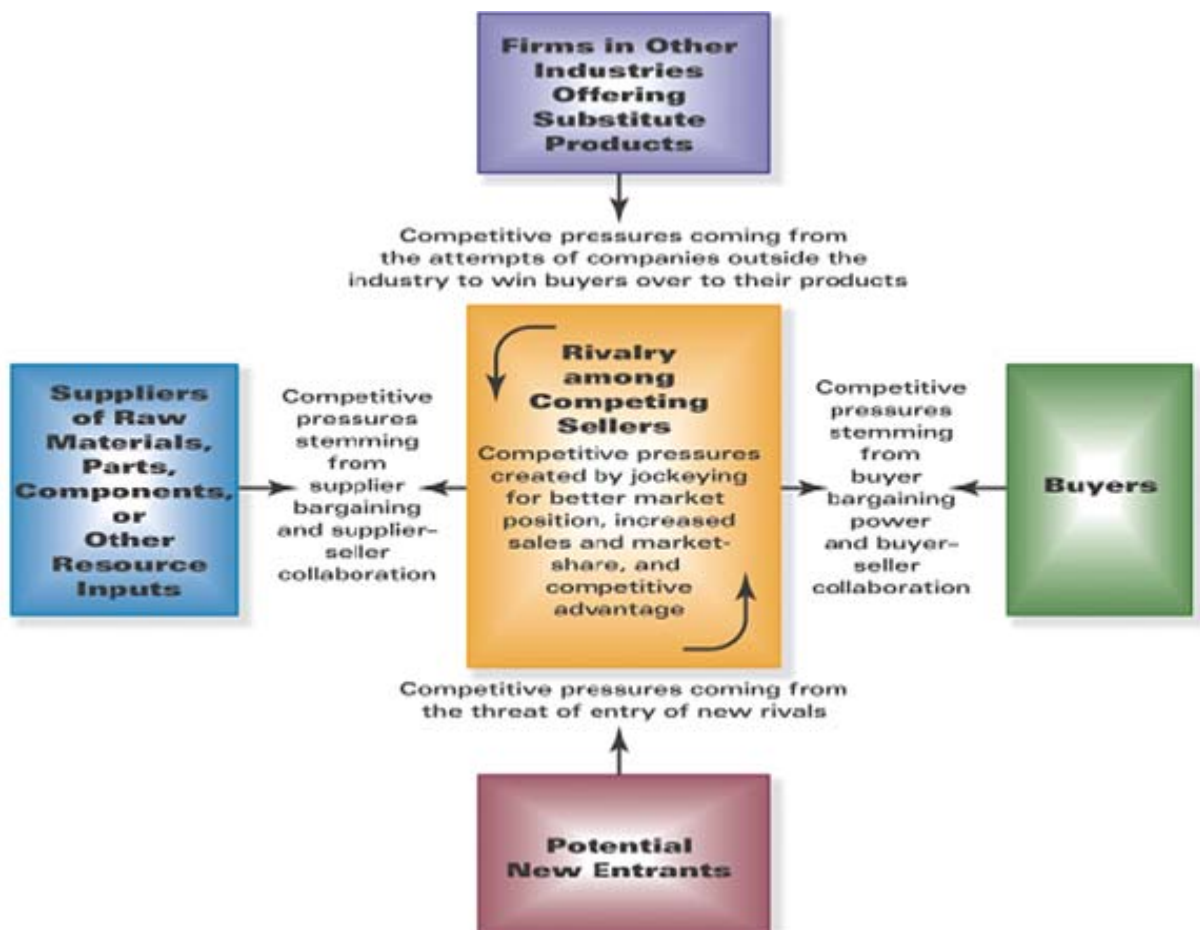 Firms in Other
Industries
Offering
Substitute
Products
Competitive pressures coming from
the attempts of companies outside the
industry to win buyers over to their products
Suppliers
of Raw
Materials,
Parts,
Components,
or
Other
Resource
Inputs
Competitive
pressures
stemming
from
supplier
bargaining
and supplier–
seller
collaboration
Rivalry
among
Competing
Sellers
Competitive pressures
created by jockeying
for better market
position, increased
sales and market-
share, and
competitive
advantage
Competitive
pressures
stemming
from
buyer
bargaining
power
and buyer–
seller
collaboration
Buyers
Competitive pressures coming from
the threat of entry of new rivals
Potential
New Entrants